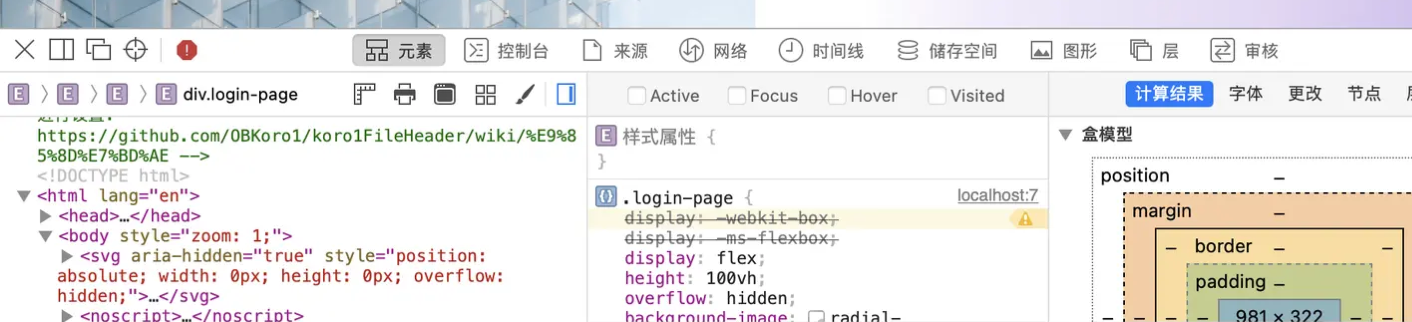 元素
控制台
来源
网络
时间线
储存空间
图形
层
审核
E 〉 E 〉 E 〉 E div.login-page
Active
Focus
Hover
Visited
计算结果
字体
更改
节点
https://github.com/OBKoro1/koro1FileHeader/wiki/%E9%8
5%8D%E7%BD%AE -->
<!DOCTYPE html>
<html lang="en">
<head>…</head>
<body style="zoom: 1;">
<svg aria-hidden="true" style="position:
absolute; width: 0px; height: 0px; overflow:
hidden;">…</svg>
<noscript>…</noscript>
E 样式属性 {
}
.login-page {
localhost:7
display: -webkit-box;
display: -ms-flexbox;
display: flex;
height: 100vh;
overflow: hidden;
background-image: radial-
盒模型
position –
margin –
– border – –
padding –
– – – – 981 × 322 – –